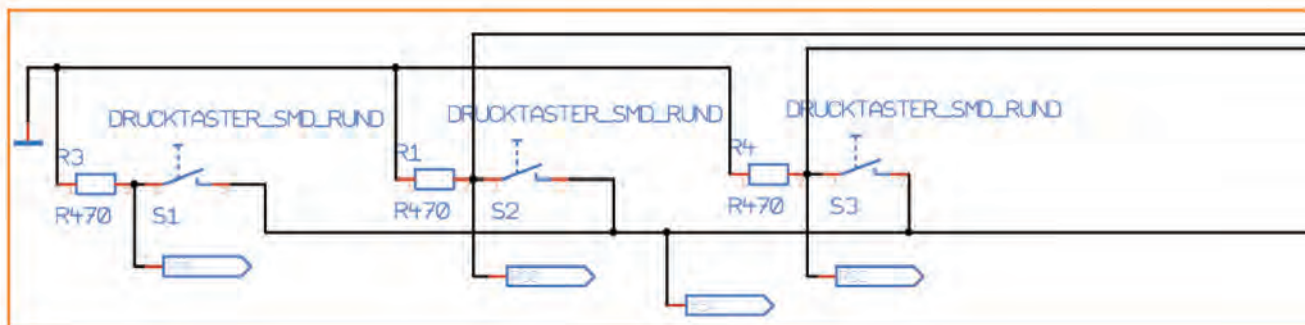 DRUCKTASTER_SMD_RUND
DRUCKTASTER_SMD_RUND
DRUCKTASTER_SMD_RUND
R3
R1
R4
R470
S1
R470
S2
R470
S3